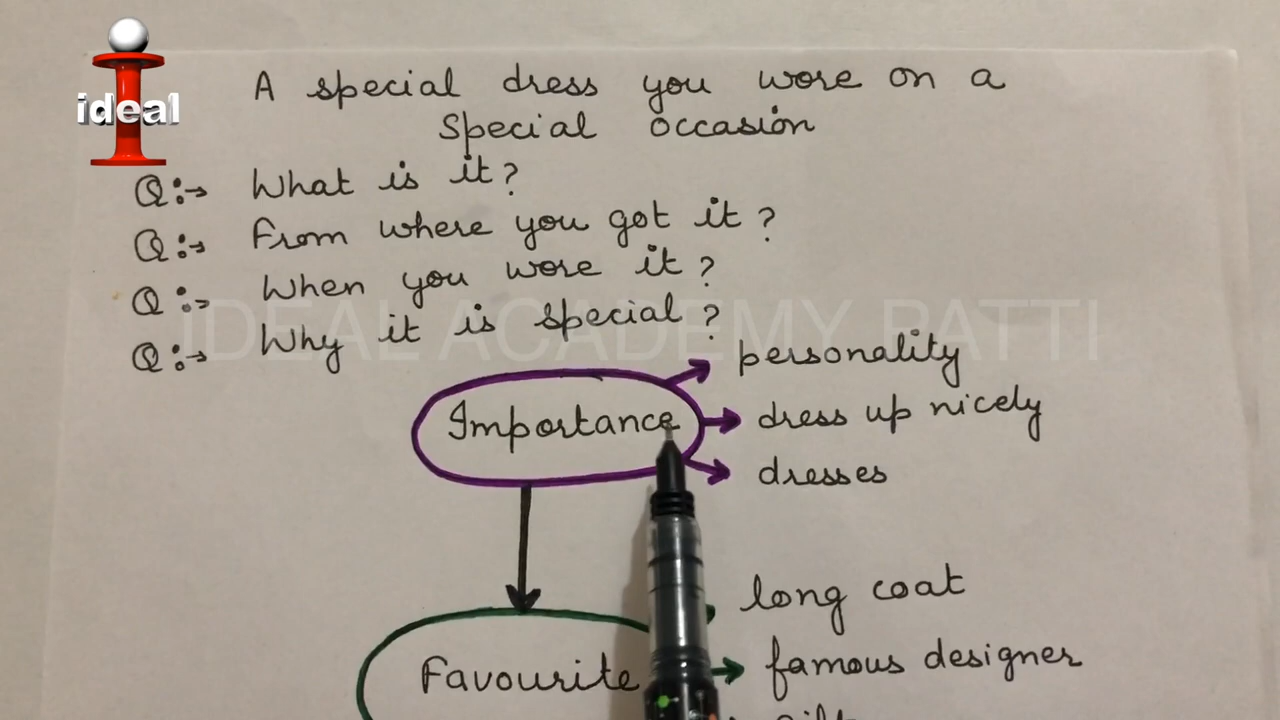 ideal
A special dress you wore on a
special occasion
Q:→ What is it?
Q:→ From where you got it?
Q:→ When you wore it?
Q:→ Why it is special?
IDEAL ACADEMY PATTI
Importance
personality
dress up nicely
dresses
Favourite
long coat
famous designer